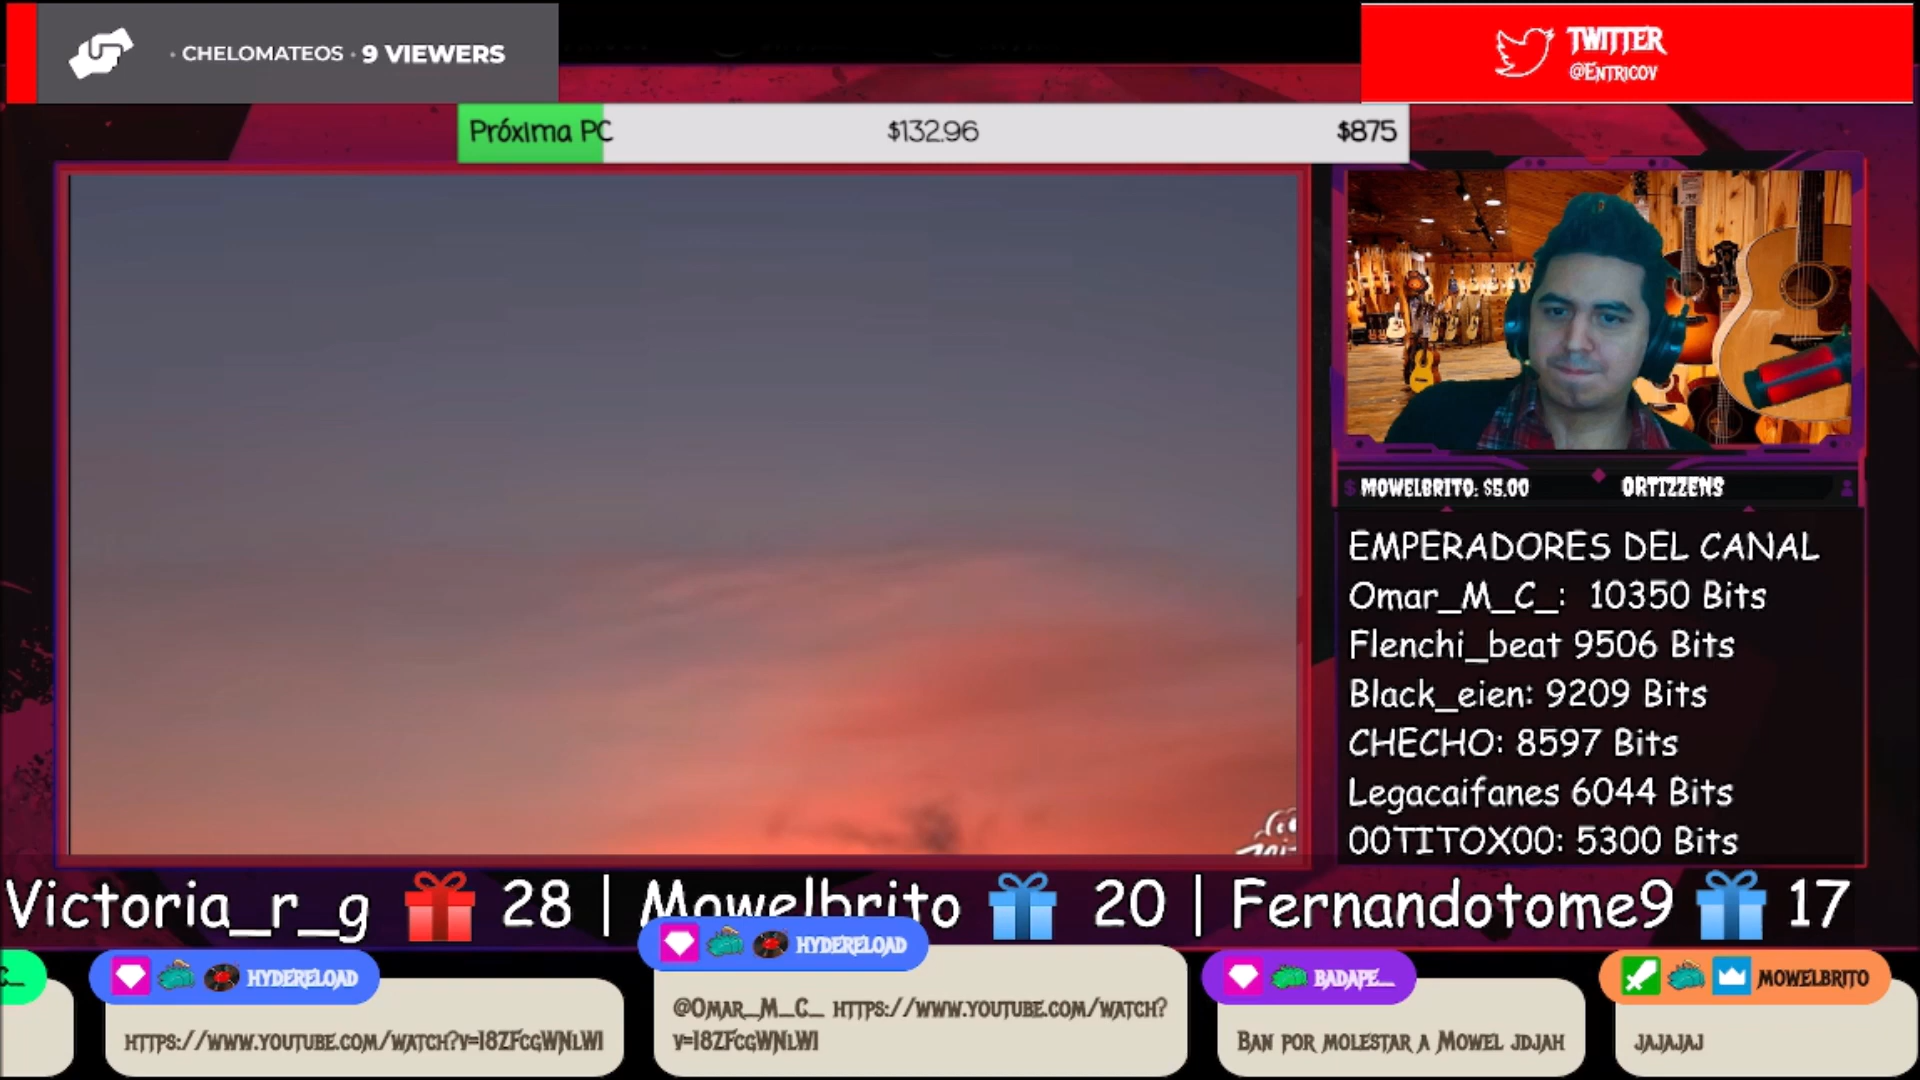 · CHELOMATEOS · 9 VIEWERS
TWITTER
@ENTRICOV
Próxima PC $132.96 $875
$ MOWELBRITO: $5.00 ORTIZZENS
EMPERADORES DEL CANAL
Omar_M_C_: 10350 Bits
Flenchi_beat 9506 Bits
Black_eien: 9209 Bits
CHECHO: 8597 Bits
Legacaifanes 6044 Bits
00TITOX00: 5300 Bits
Victoria_r_g 28 | Mowelbrito 20 | Fernandotome9 17
HYDERELOAD
HTTPS://WWW.YOUTUBE.COM/WATCH?V=I8ZFCGWNLWI
HYDERELOAD
@OMAR_M_C_ HTTPS://WWW.YOUTUBE.COM/WATCH?
V=I8ZFCGWNLWI
BADAPE_
BAN POR MOLESTAR A MOWEL JDJAH
MOWELBRITO
JAJAJAJ